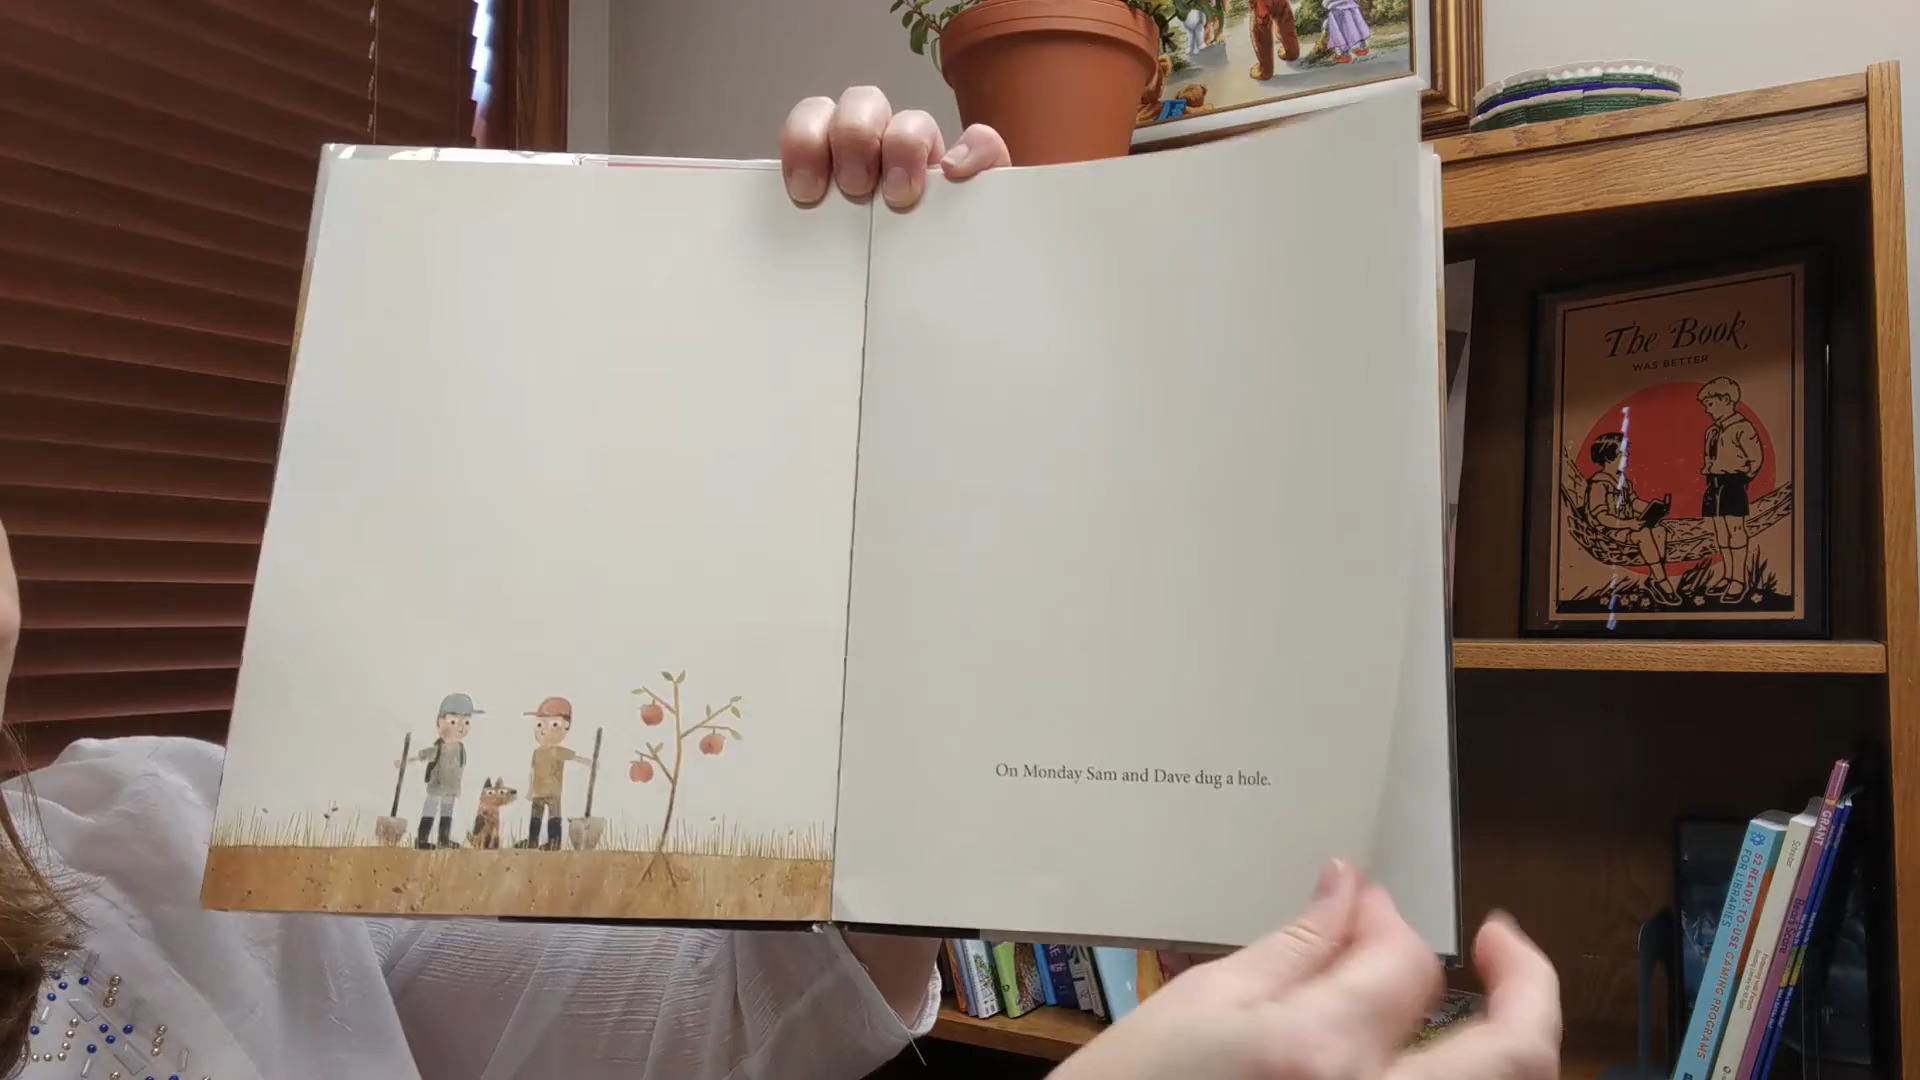 On Monday Sam and Dave dug a hole.
The Book
WAS BETTER
52 READY-TO-USE GAMING PROGRAMS
FOR LIBRARIES
GRANT